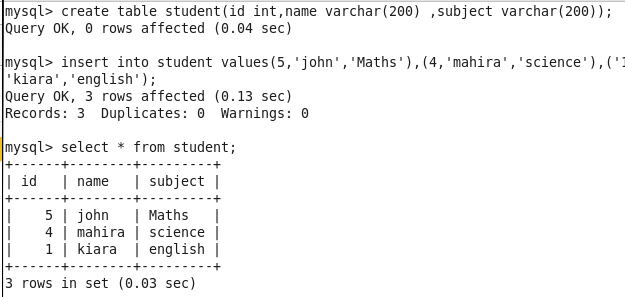 mysql> create table student(id int,name varchar(200) ,subject varchar(200));
Query OK, 0 rows affected (0.04 sec)
mysql> insert into student values(5,'john','Maths'),(4,'mahira','science'),('1
'kiara','english');
Query OK, 3 rows affected (0.13 sec)
Records: 3  Duplicates: 0  Warnings: 0
mysql> select * from student;
+------+--------+---------+
| id   | name   | subject |
+------+--------+---------+
|    5 | john   | Maths   |
|    4 | mahira | science |
|    1 | kiara  | english |
+------+--------+---------+
3 rows in set (0.03 sec)